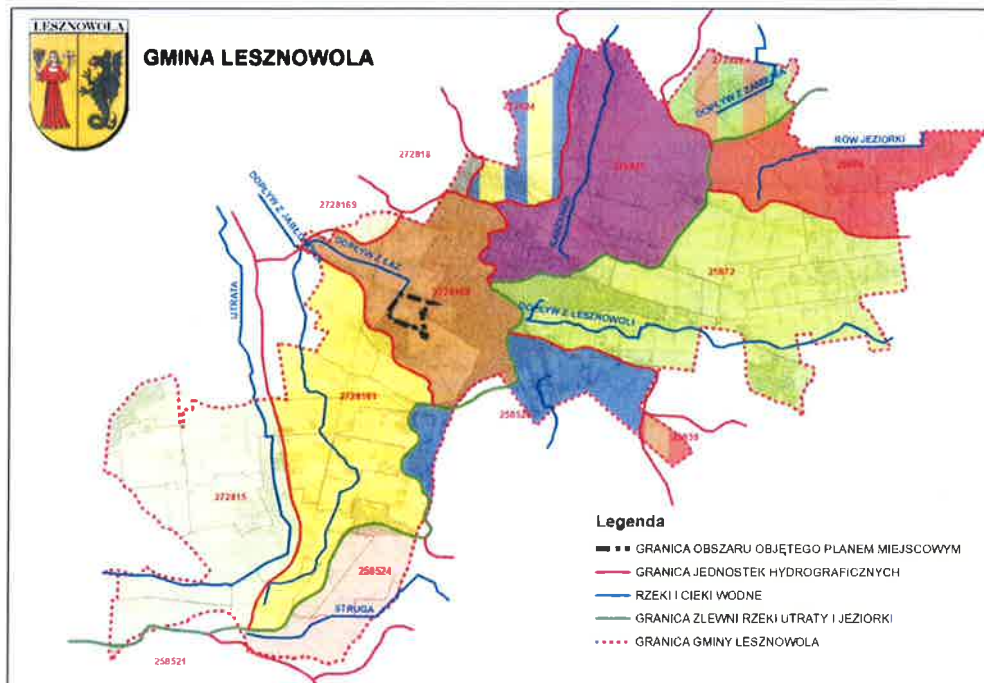 LESZNOWOLA
GMINA LESZNOWOLA
DOPŁYW Z
RÓW JEZIORKI
272818
DOPŁYW Z
2728169
DOPŁYW Z ŁAZ
25872
UTRATA
DOPŁYW Z LESZNOWOLI
2728161
272815
Legenda
GRANICA OBSZARU OBJĘTEGO PLANEM MIEJSCOWYM
258524
GRANICA JEDNOSTEK HYDROGRAFICZNYCH
RZEKI I CIEKI WODNE
STRUGA
GRANICA ZLEWNI RZEKI UTRATY I JEZIORKI
GRANICA GMINY LESZNOWOLA
258521